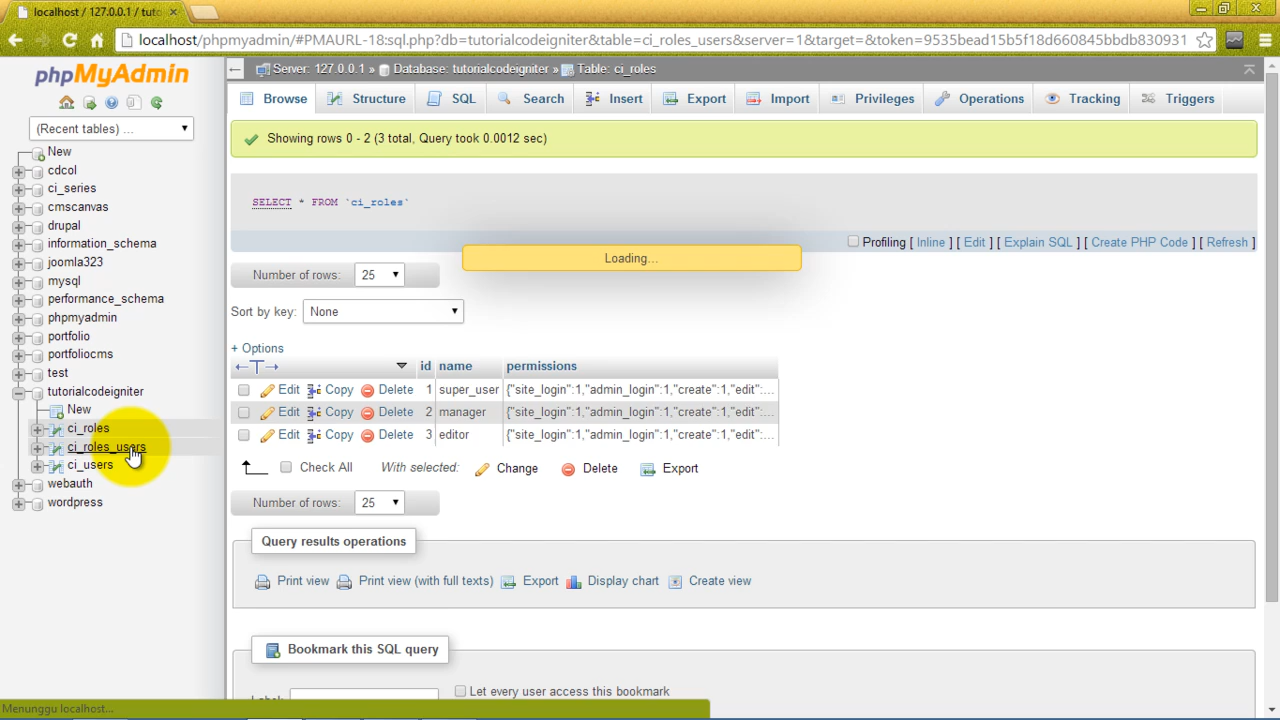 localhost / 127.0.0.1 / tuto
localhost/phpmyadmin/#PMAURL-18:sql.php?db=tutorialcodeigniter&table=ci_roles_users&server=1&target=&token=9535bead15b5f18d660845bbdb830931
phpMyAdmin
(Recent tables) ...
New
cdcol
ci_series
cmscanvas
drupal
information_schema
joomla323
mysql
performance_schema
phpmyadmin
portfolio
portfoliocms
test
tutorialcodeigniter
New
ci_roles
ci_roles_users
ci_users
webauth
wordpress
Server: 127.0.0.1 » Database: tutorialcodeigniter » Table: ci_roles
Browse Structure SQL Search Insert Export Import Privileges Operations Tracking Triggers
Showing rows 0 - 2 (3 total, Query took 0.0012 sec)
SELECT * FROM `ci_roles`
Profiling [ Inline ] [ Edit ] [ Explain SQL ] [ Create PHP Code ] [ Refresh ]
Loading...
Number of rows: 25
Sort by key: None
+ Options
id name permissions
Edit Copy Delete 1 super_user {"site_login":1,"admin_login":1,"create":1,"edit":...
Edit Copy Delete 2 manager {"site_login":1,"admin_login":1,"create":1,"edit":...
Edit Copy Delete 3 editor {"site_login":1,"admin_login":1,"create":1,"edit":...
Check All With selected: Change Delete Export
Number of rows: 25
Query results operations
Print view Print view (with full texts) Export Display chart Create view
Bookmark this SQL query
Let every user access this bookmark
Menunggu localhost...